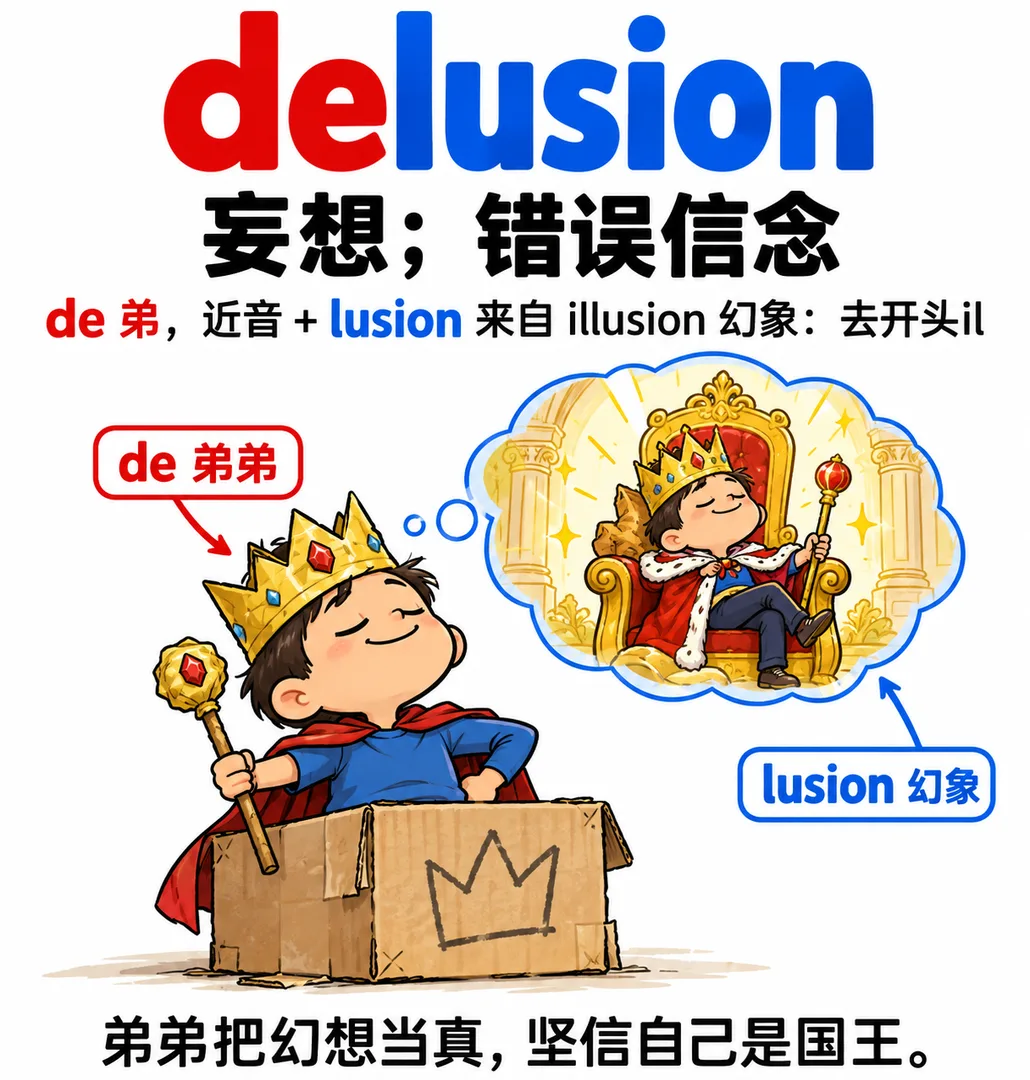 delusion
妄想；错误信念
de 弟，近音 + lusion 来自 illusion 幻象：去开头il
de 弟弟
lusion 幻象
弟弟把幻想当真，坚信自己是国王。